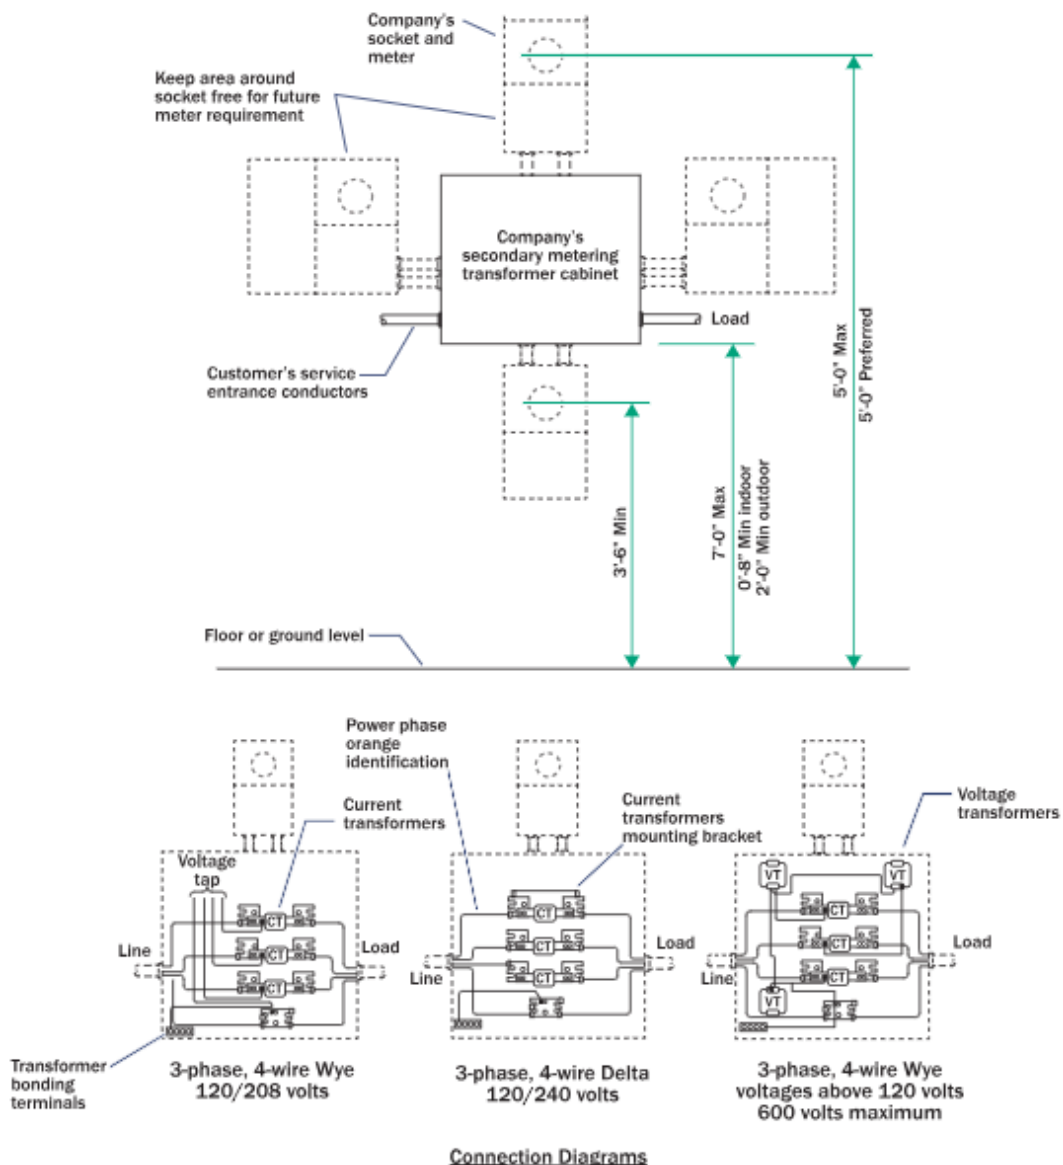 Company's
socket and
meter
Keep area around
socket free for future
meter requirement
Company's
secondary metering
transformer cabinet
Load
Customer's service
entrance conductors
5'-0" Max
5'-0" Preferred
7'-0" Max
0'-8" Min indoor
2'-0" Min outdoor
3'-6" Min
Floor or ground level
Power phase
orange
identification
Current
transformers
Current
transformers
mounting bracket
Voltage
transformers
Voltage
tap
CT
CT
CT
Line
Load
CT
CT
CT
Line
Load
VT
VT
CT
CT
CT
VT
Line
Load
Transformer
bonding
terminals
3-phase, 4-wire Wye
120/208 volts
3-phase, 4-wire Delta
120/240 volts
3-phase, 4-wire Wye
voltages above 120 volts
600 volts maximum
Connection Diagrams